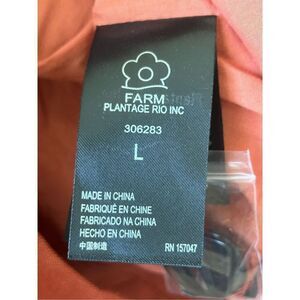 FARM
PLANTAGE RIO INC
306283
L
MADE IN CHINA
FABRIQUÉ EN CHINE
FABRICADO NA CHINA
HECHO EN CHINA
中国制造
RN 157047